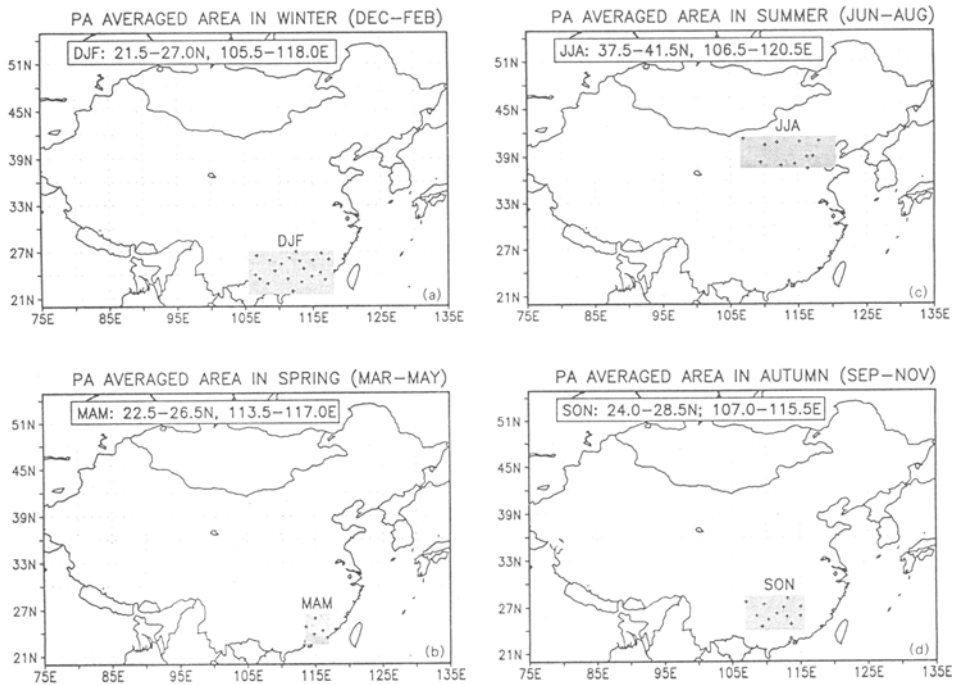 PA AVERAGED AREA IN WINTER (DEC-FEB)
DJF: 21.5-27.0N, 105.5-118.0E
51N
45N
39N
33N
27N
21N
DJF
(a)
75E 85E 95E 105E 115E 125E 135E
PA AVERAGED AREA IN SUMMER (JUN-AUG)
JJA: 37.5-41.5N, 106.5-120.5E
51N
45N
39N
33N
27N
21N
JJA
(c)
75E 85E 95E 105E 115E 125E 135E
PA AVERAGED AREA IN SPRING (MAR-MAY)
MAM: 22.5-26.5N, 113.5-117.0E
51N
45N
39N
33N
27N
21N
MAM
(b)
75E 85E 95E 105E 115E 125E 135E
PA AVERAGED AREA IN AUTUMN (SEP-NOV)
SON: 24.0-28.5N; 107.0-115.5E
51N
45N
39N
33N
27N
21N
SON
(d)
75E 85E 95E 105E 115E 125E 135E